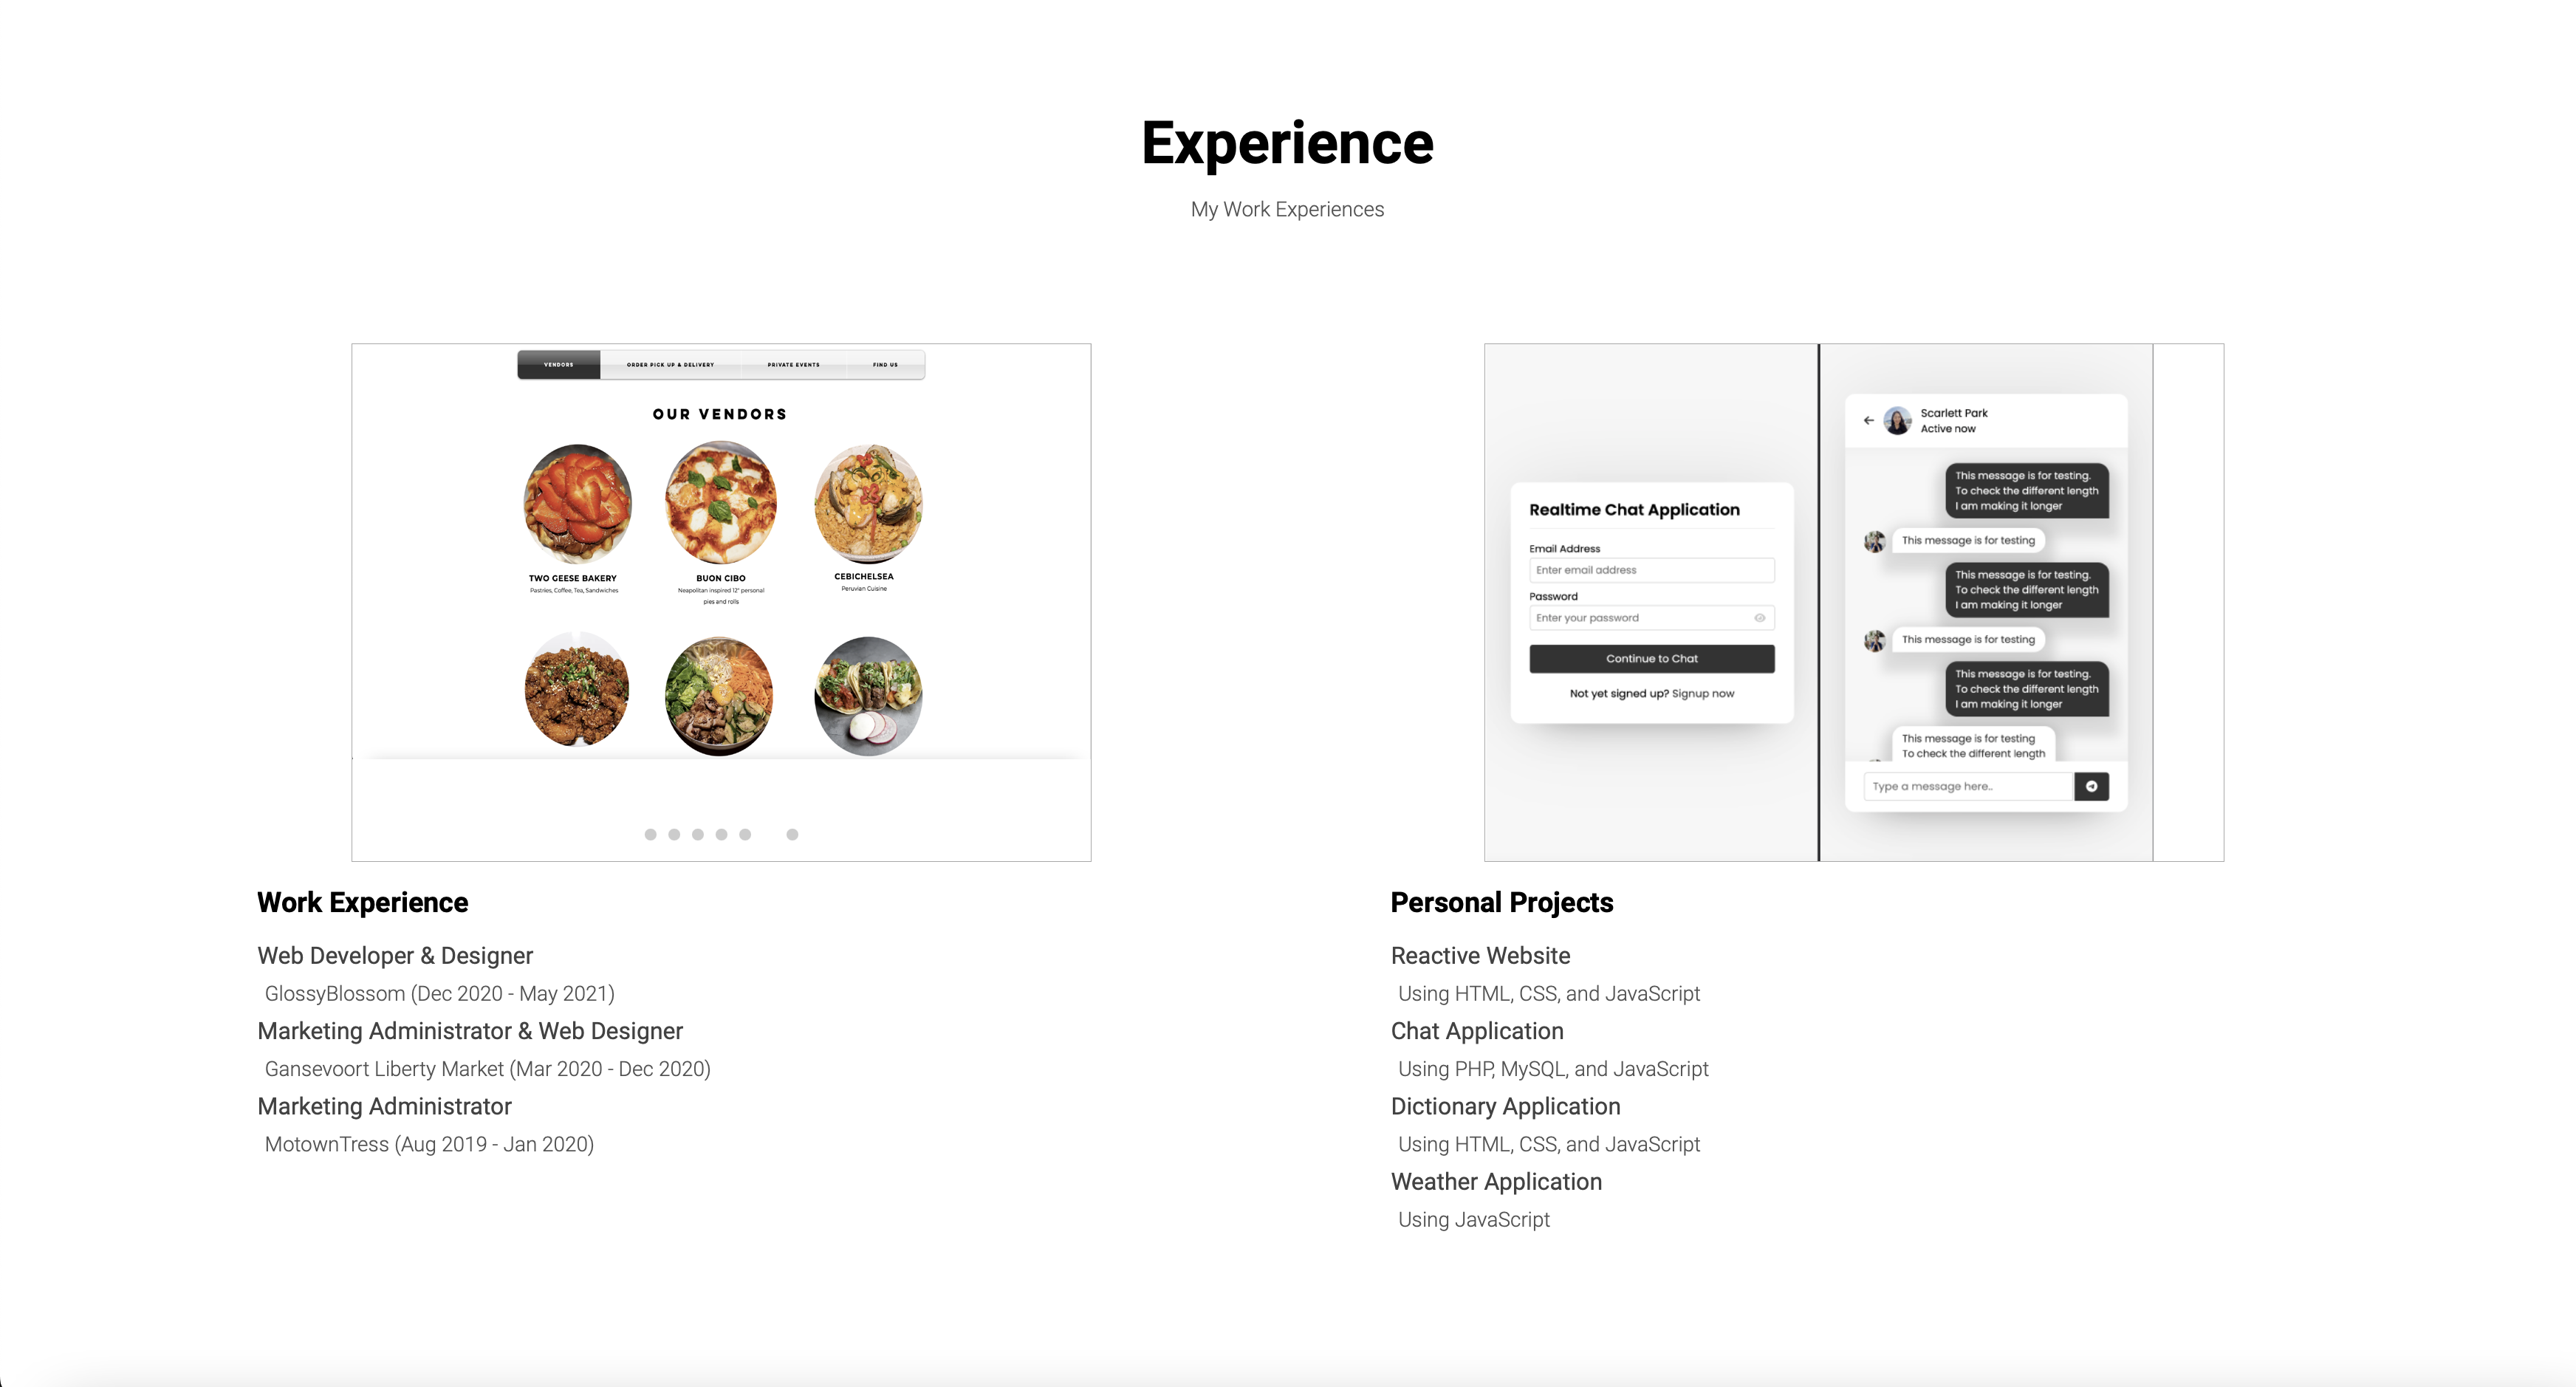 Experience
My Work Experiences
VENDORS
ORDER PICK UP & DELIVERY
PRIVATE EVENTS
FIND US
OUR VENDORS
TWO GEESE BAKERY
Pastries, Coffee, Tea, Sandwiches
BUON CIBO
Neapolitan inspired 12" personal
pies and rolls
CEBICHELSEA
Peruvian Cuisine
Realtime Chat Application
Email Address
Enter email address
Password
Enter your password
Continue to Chat
Not yet signed up? Signup now
Scarlett Park
Active now
This message is for testing.
To check the different length
I am making it longer
This message is for testing
This message is for testing.
To check the different length
I am making it longer
This message is for testing
This message is for testing.
To check the different length
I am making it longer
This message is for testing
To check the different length
Type a message here..
Work Experience
Web Developer & Designer
GlossyBlossom (Dec 2020 - May 2021)
Marketing Administrator & Web Designer
Gansevoort Liberty Market (Mar 2020 - Dec 2020)
Marketing Administrator
MotownTress (Aug 2019 - Jan 2020)
Personal Projects
Reactive Website
Using HTML, CSS, and JavaScript
Chat Application
Using PHP, MySQL, and JavaScript
Dictionary Application
Using HTML, CSS, and JavaScript
Weather Application
Using JavaScript